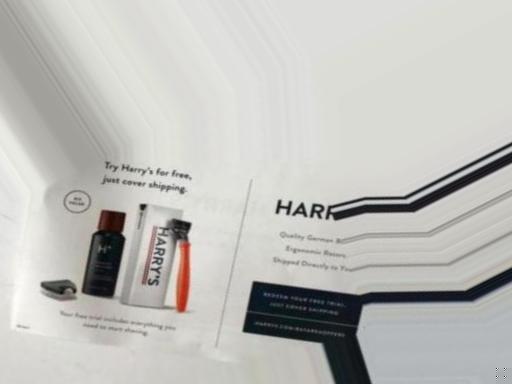 Try Harry's for free,
just cover shipping.
HARRY'S
Your free trial includes everything you
need to start shaving.
HARR
Quality German
Ergonomic Razors.
Shipped Directly to You
REDEEM YOUR FREE TRIAL,
JUST COVER SHIPPING